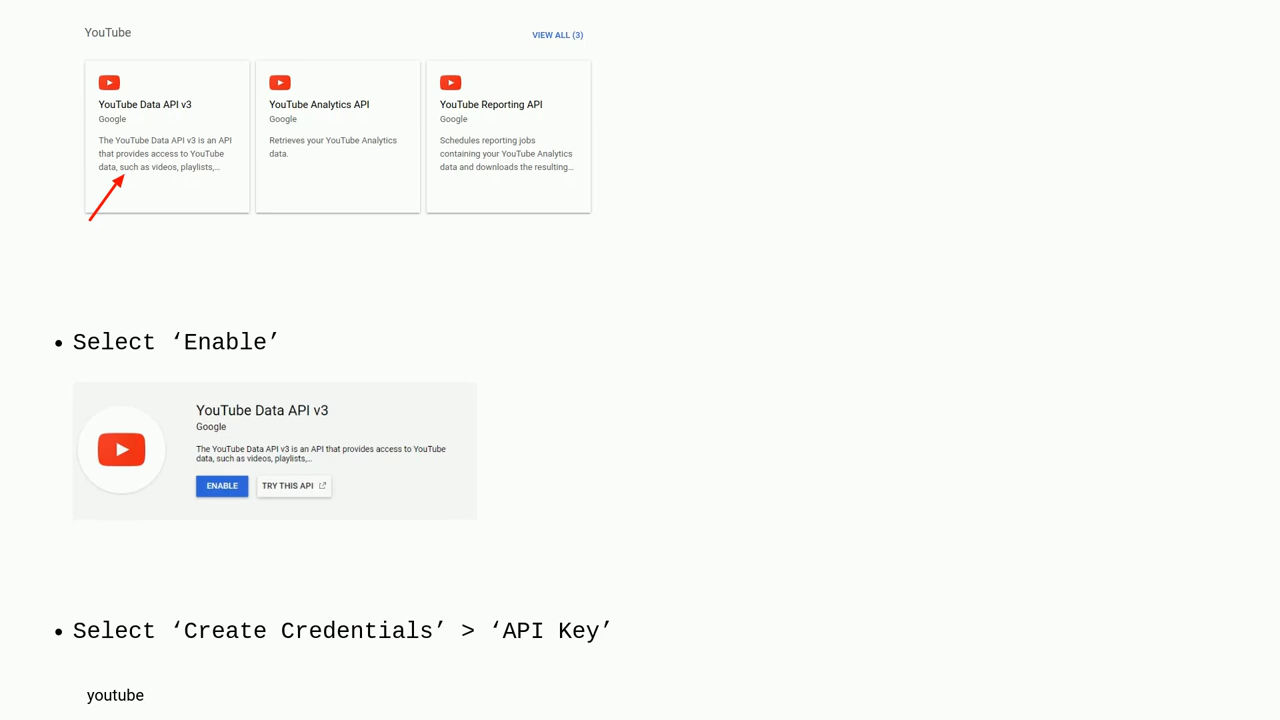 YouTube
VIEW ALL (3)
YouTube Data API v3
Google
The YouTube Data API v3 is an API
that provides access to YouTube
data, such as videos, playlists,...
YouTube Analytics API
Google
Retrieves your YouTube Analytics
data.
YouTube Reporting API
Google
Schedules reporting jobs
containing your YouTube Analytics
data and downloads the resulting...
• Select ‘Enable’
YouTube Data API v3
Google
The YouTube Data API v3 is an API that provides access to YouTube
data, such as videos, playlists,...
ENABLE
TRY THIS API
• Select ‘Create Credentials’ > ‘API Key’
youtube